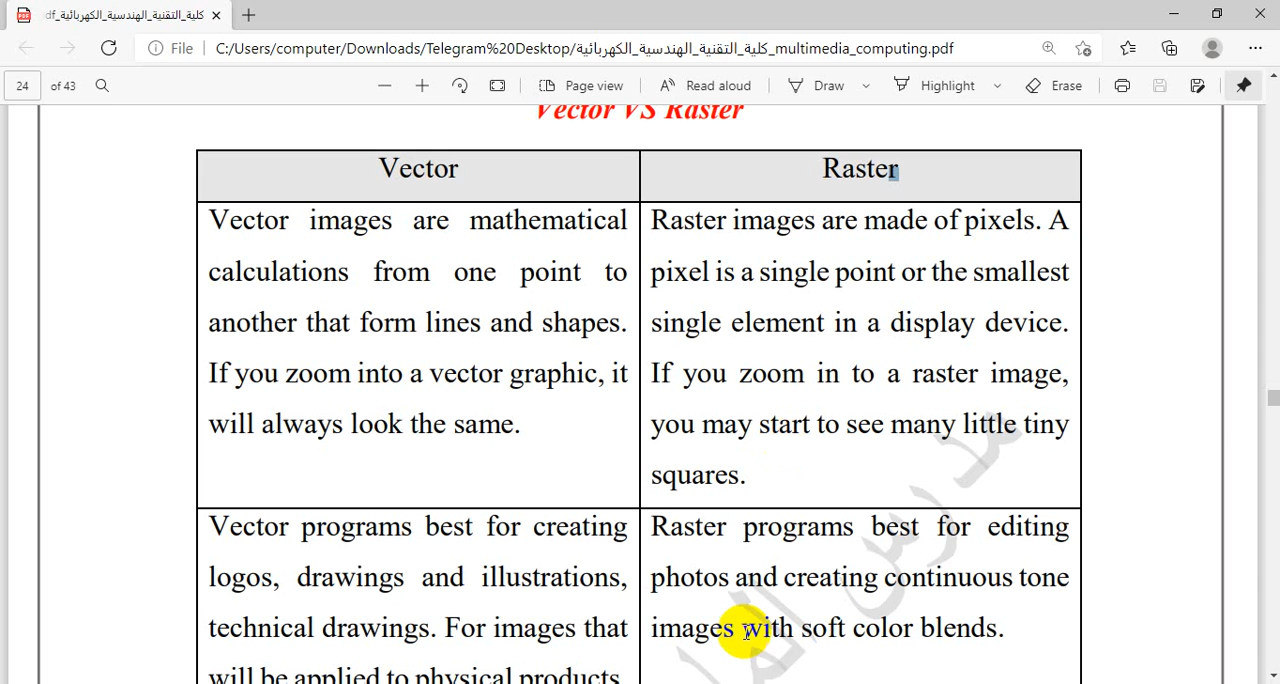 كلية_التقنية_الهندسية_الكهربائية_df
File C:/Users/computer/Downloads/Telegram%20Desktop/كلية_التقنية_الهندسية_الكهربائية_multimedia_computing.pdf
24 of 43 Page view Read aloud Draw Highlight Erase
Vector VS Raster
Vector Raster
Vector images are mathematical
calculations from one point to
another that form lines and shapes.
If you zoom into a vector graphic, it
will always look the same.
Raster images are made of pixels. A
pixel is a single point or the smallest
single element in a display device.
If you zoom in to a raster image,
you may start to see many little tiny
squares.
Vector programs best for creating
logos, drawings and illustrations,
technical drawings. For images that
will be applied to physical products.
Raster programs best for editing
photos and creating continuous tone
images with soft color blends.
مدرس